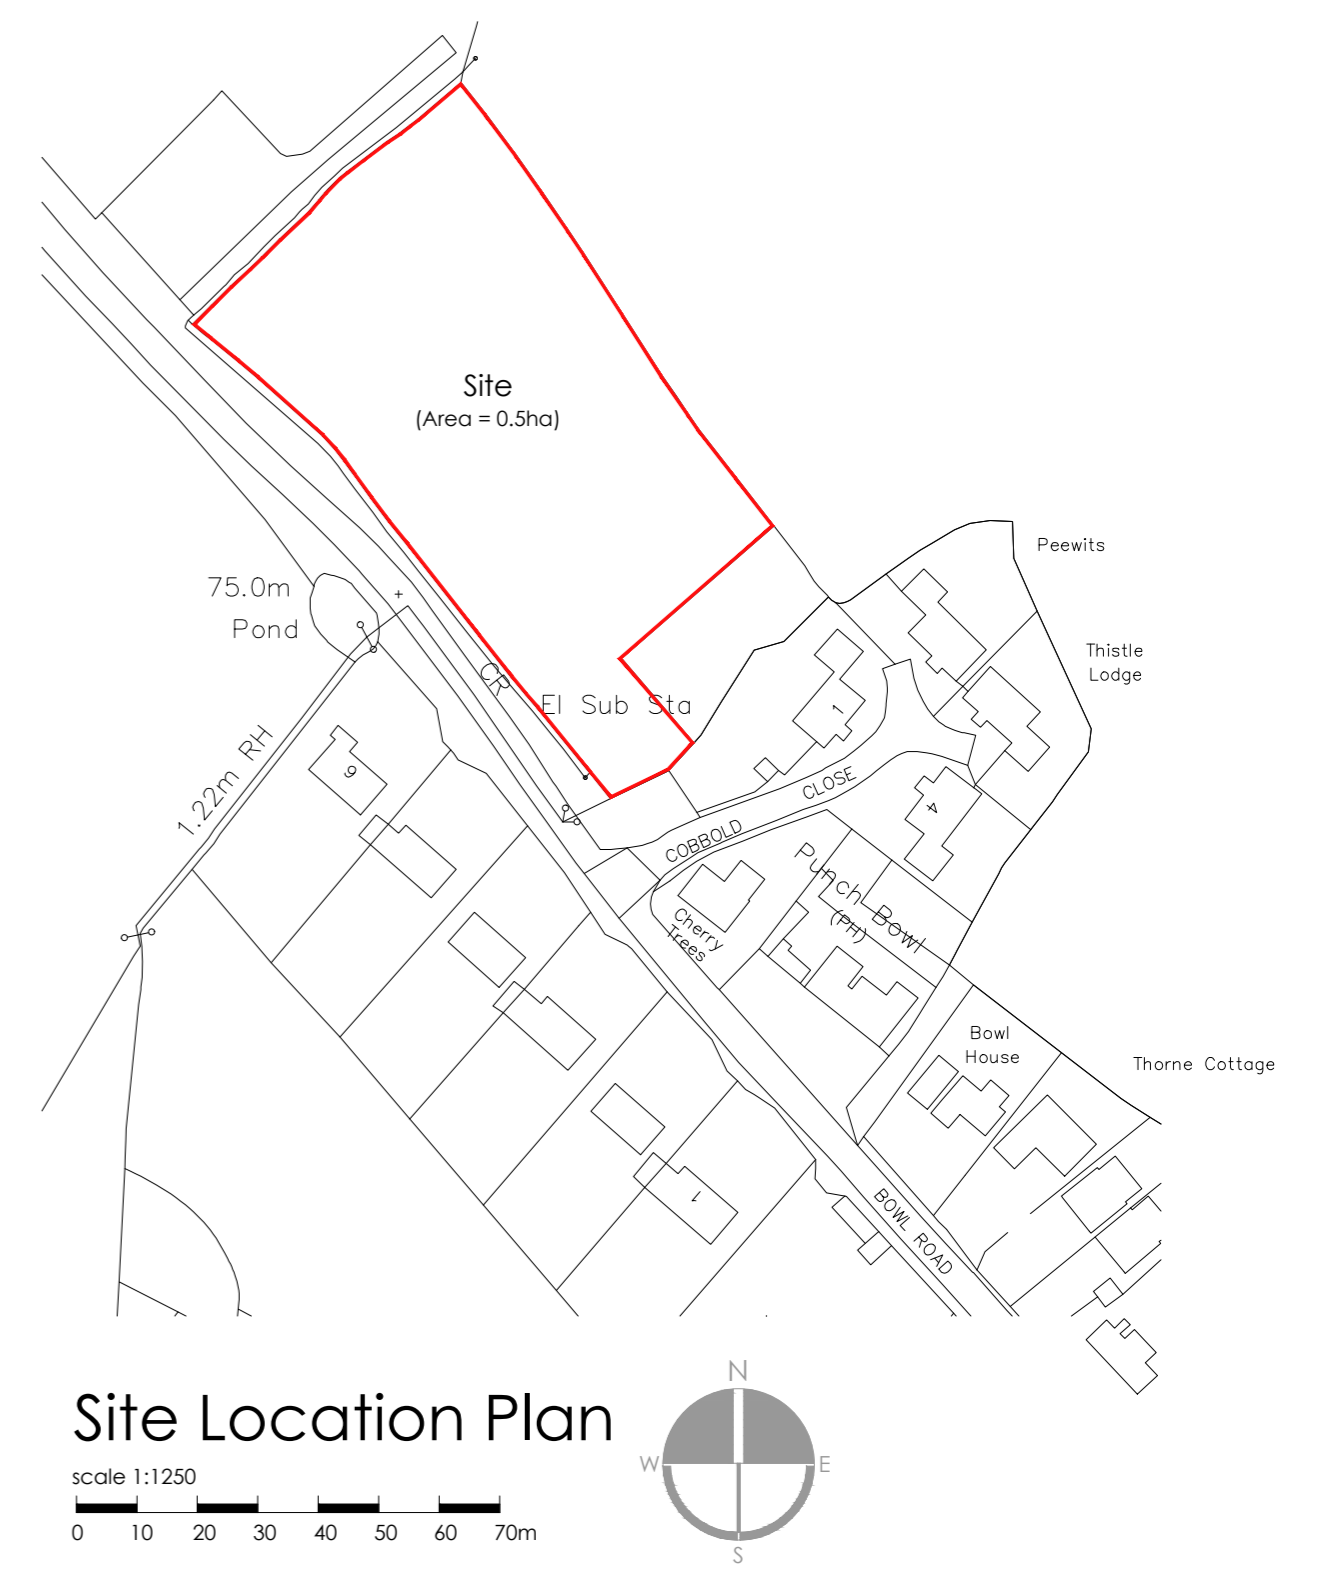 Site
(Area = 0.5ha)
Peewits
75.0m
Pond
Thistle
Lodge
CR
El Sub Sta
1
1.22m RH
6
CLOSE
4
COBBOLD
Punch Bowl
(PH)
Cherry
Trees
Bowl
House
Thorne Cottage
1
BOWL ROAD
N
W
E
S
Site Location Plan
scale 1:1250
0 10 20 30 40 50 60 70m